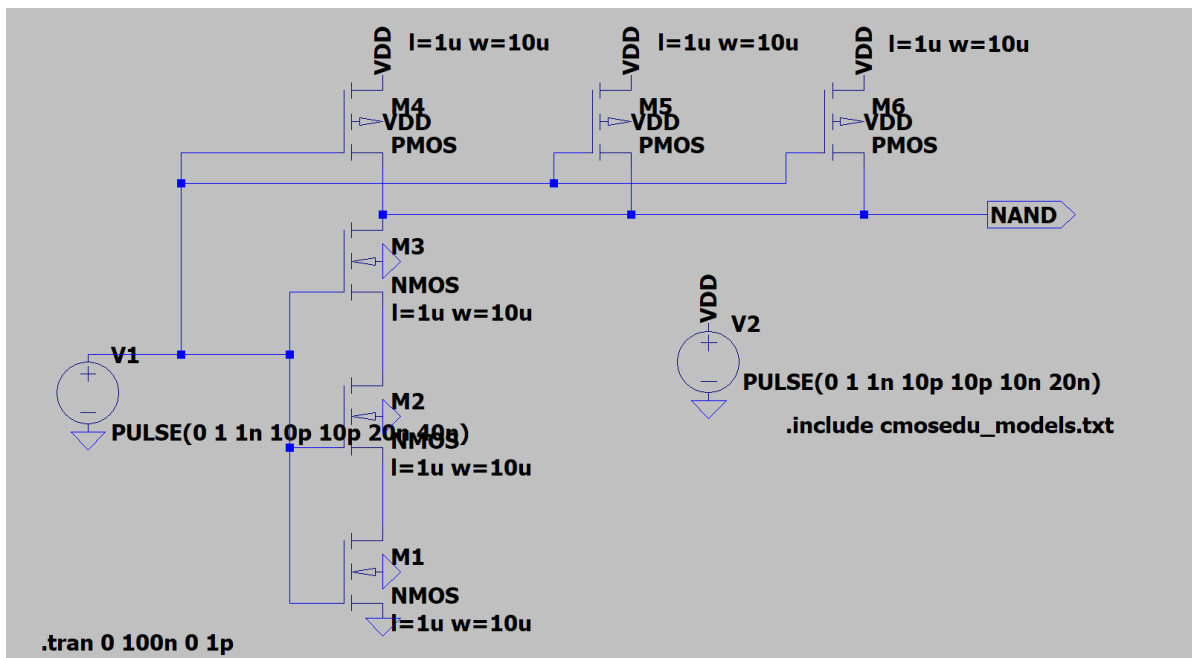 VDD
l=1u w=10u
VDD
l=1u w=10u
VDD
l=1u w=10u
M4
VDD
PMOS
M5
VDD
PMOS
M6
VDD
PMOS
NAND
M3
NMOS
l=1u w=10u
V1
PULSE(0 1 1n 10p 10p 20n 40n)
VDD
V2
PULSE(0 1 1n 10p 10p 10n 20n)
.include cmosedu_models.txt
M2
NMOS
l=1u w=10u
M1
NMOS
l=1u w=10u
.tran 0 100n 0 1p